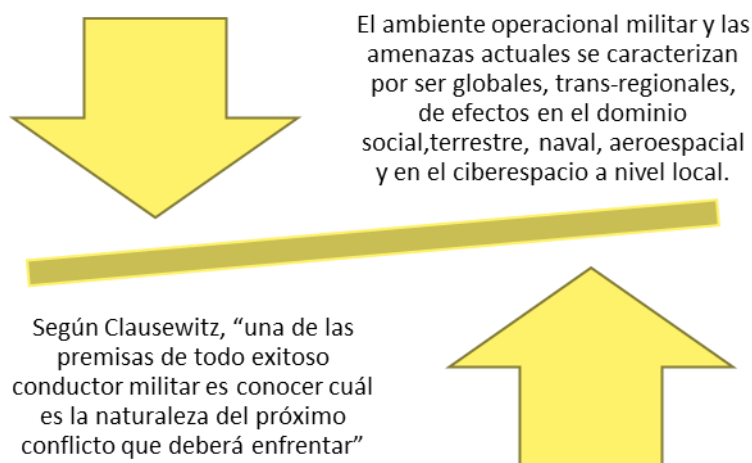 El ambiente operacional militar y las
amenazas actuales se caracterizan
por ser globales, trans-regionales,
de efectos en el dominio
social,terrestre, naval, aeroespacial
y en el ciberespacio a nivel local.
Según Clausewitz, “una de las
premisas de todo exitoso
conductor militar es conocer cuál
es la naturaleza del próximo
conflicto que deberá enfrentar”